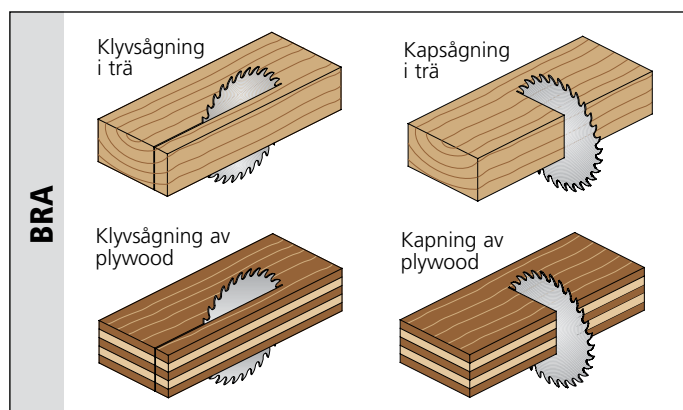 BRA
Klyvsågning
i trä
Kapsågning
i trä
Klyvsågning av
plywood
Kapning av
plywood